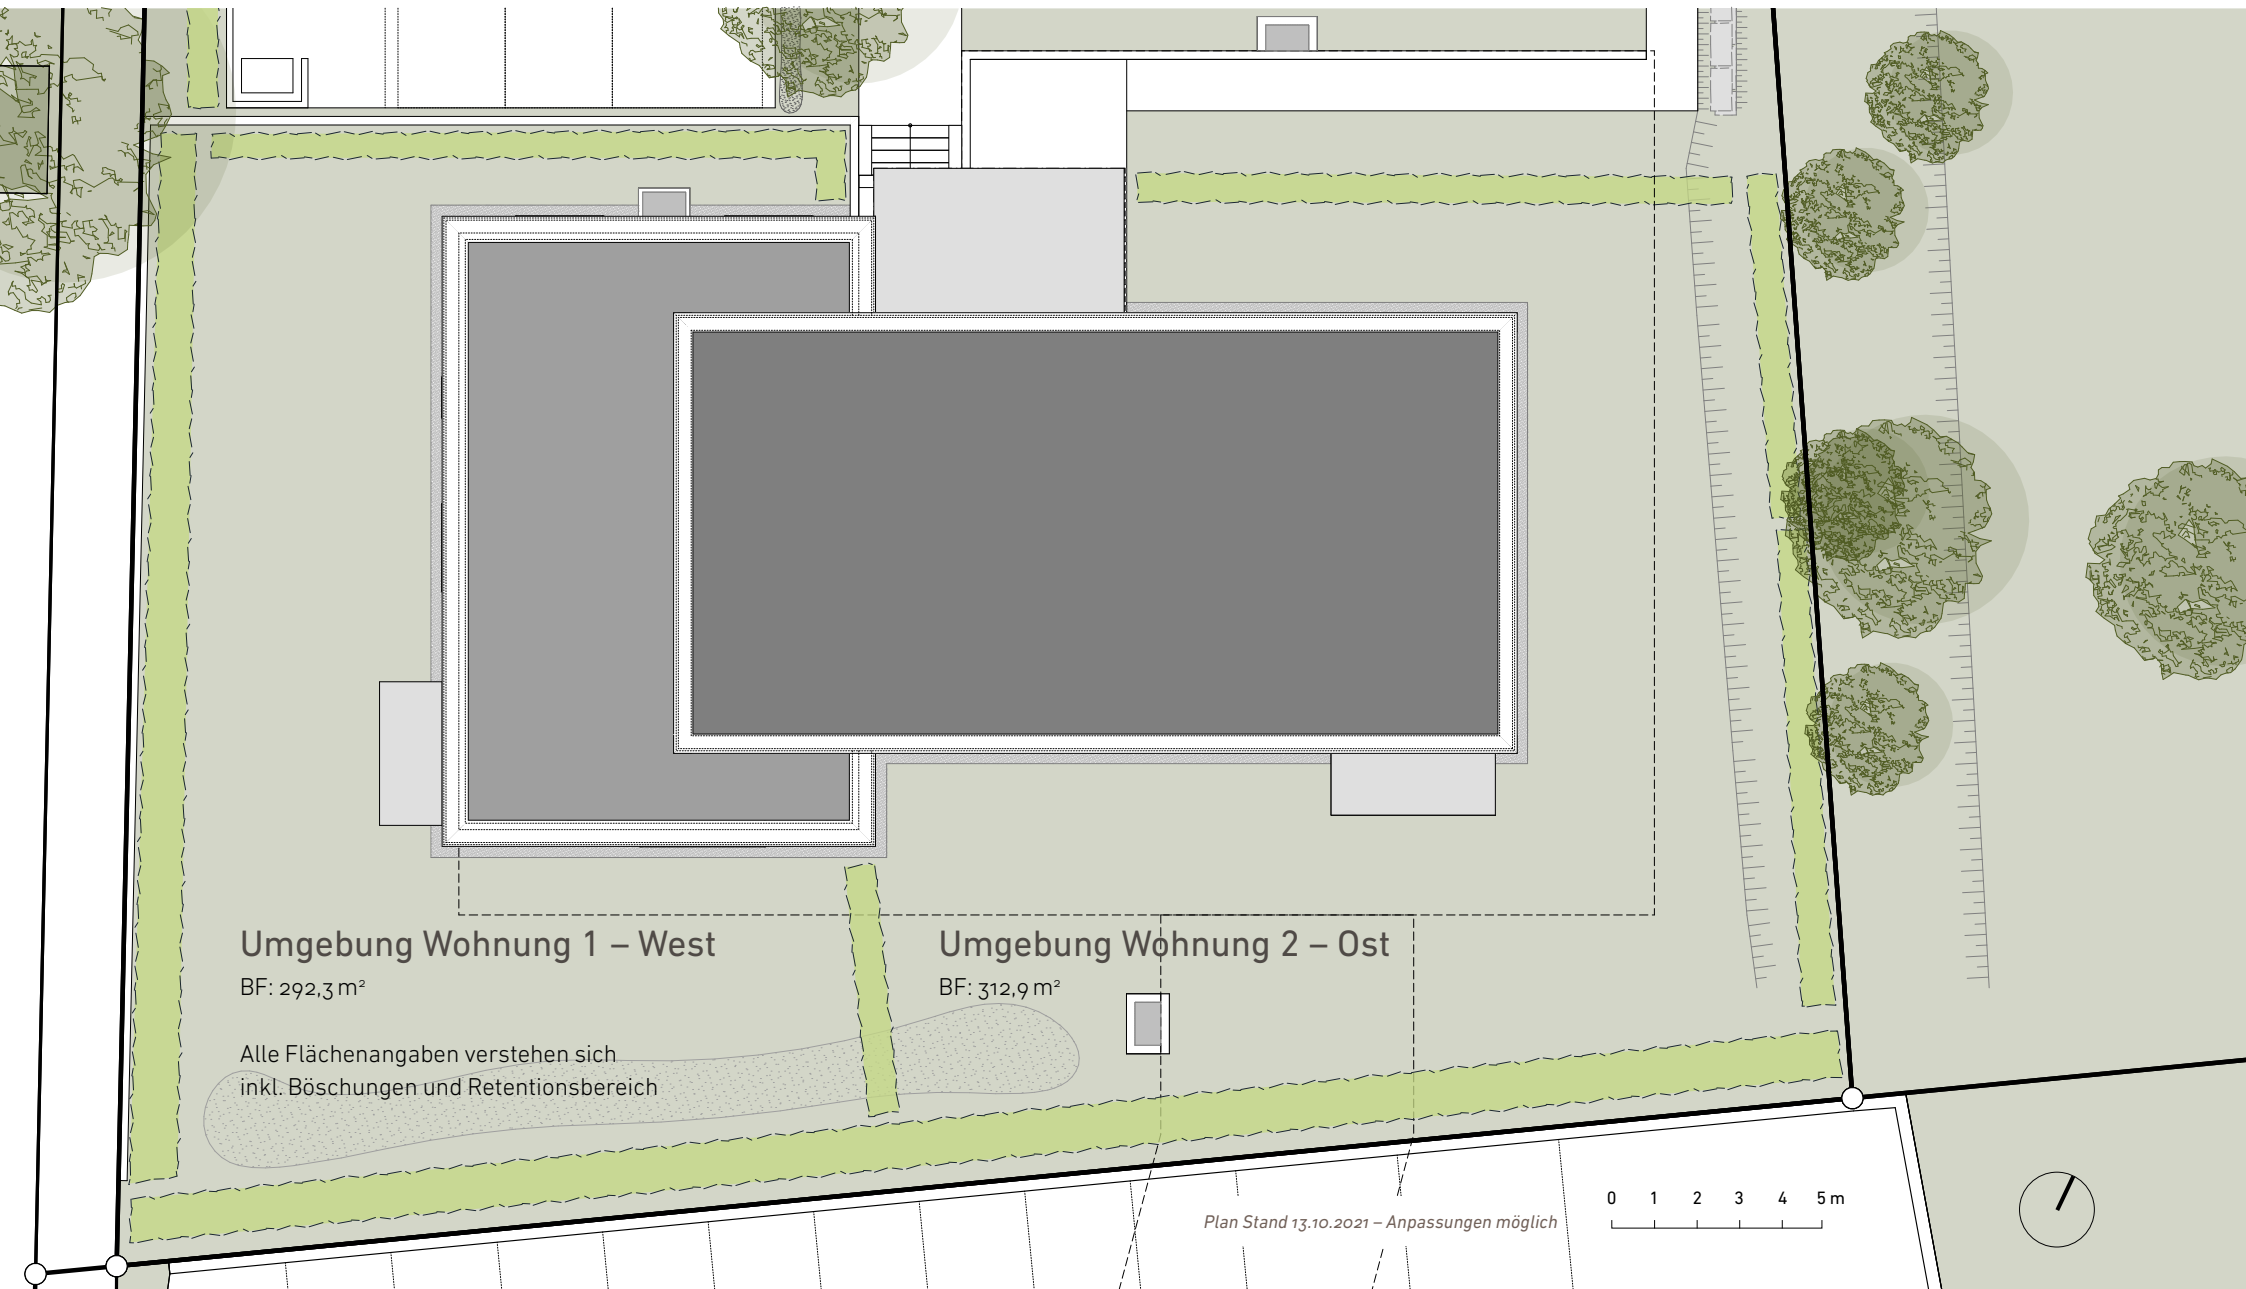 Umgebung Wohnung 1 – West
BF: 292,3 m²
Alle Flächenangaben verstehen sich
inkl. Böschungen und Retentionsbereich
Umgebung Wohnung 2 – Ost
BF: 312,9 m²
Plan Stand 13.10.2021 – Anpassungen möglich
0 1 2 3 4 5 m